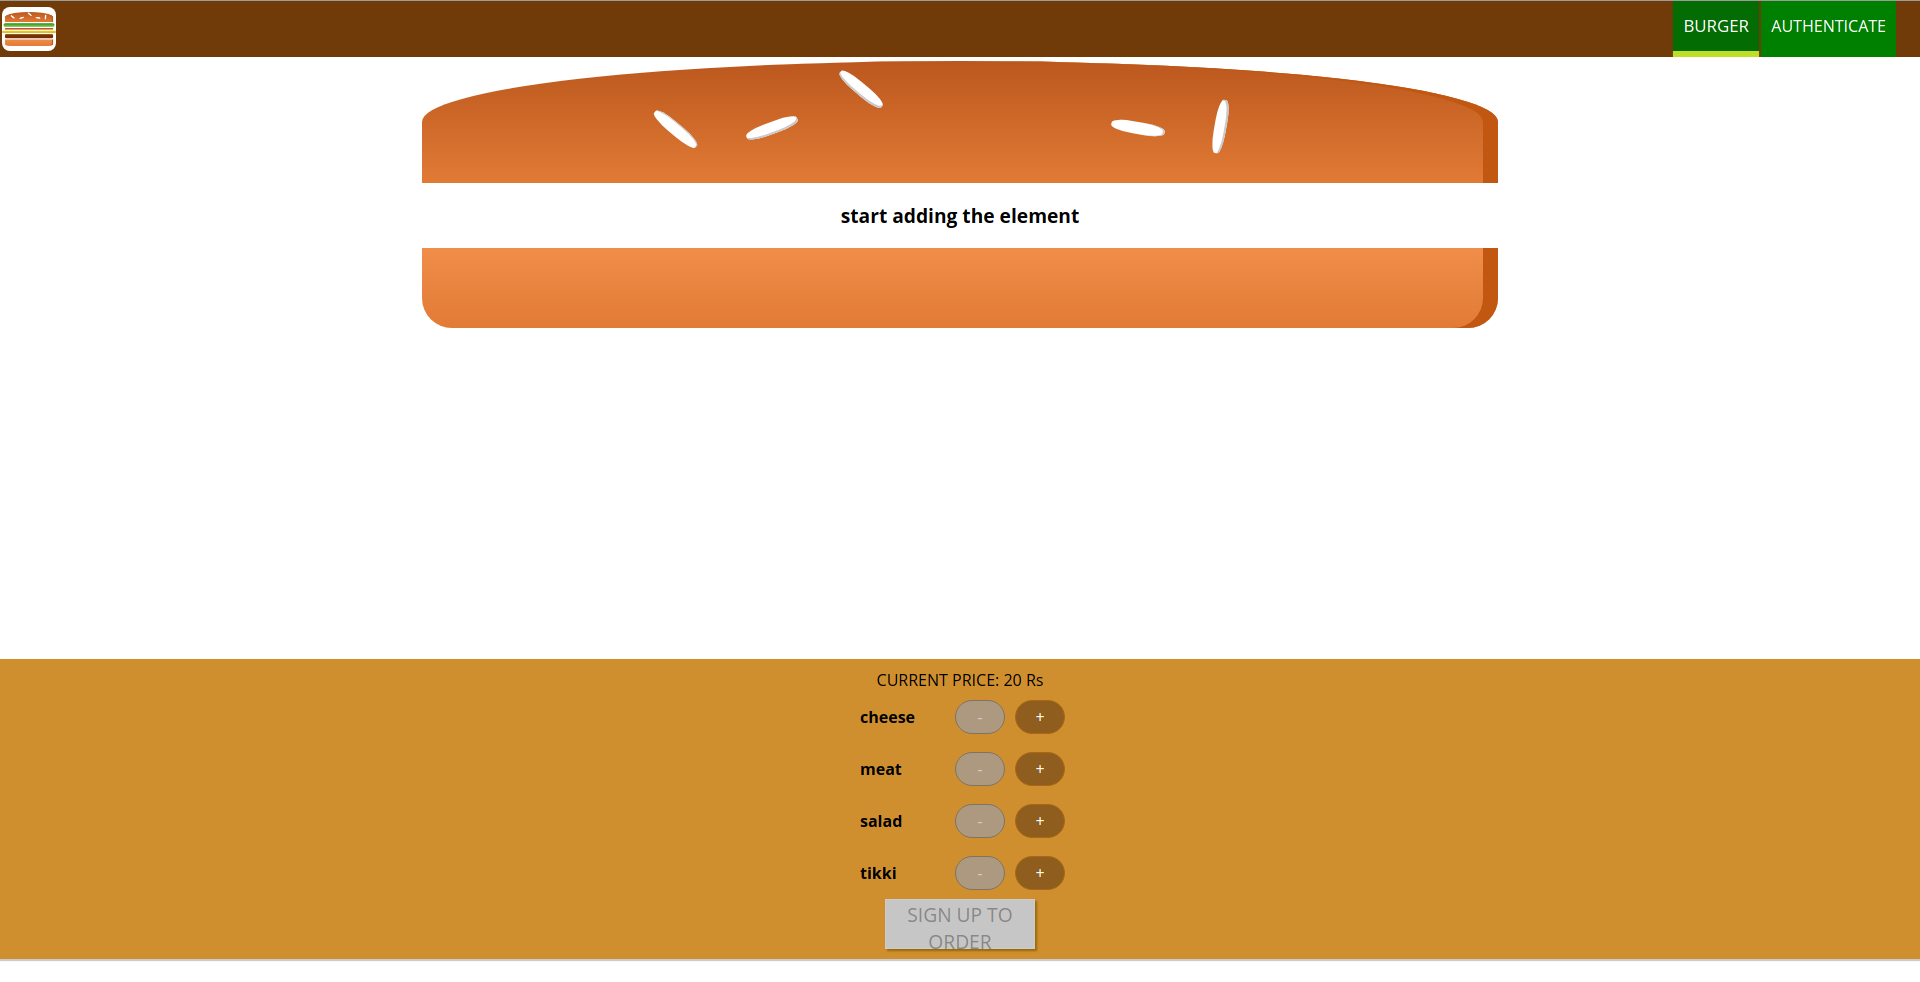 BURGER AUTHENTICATE
start adding the element
CURRENT PRICE: 20 Rs
cheese - +
meat - +
salad - +
tikki - +
SIGN UP TO
ORDER